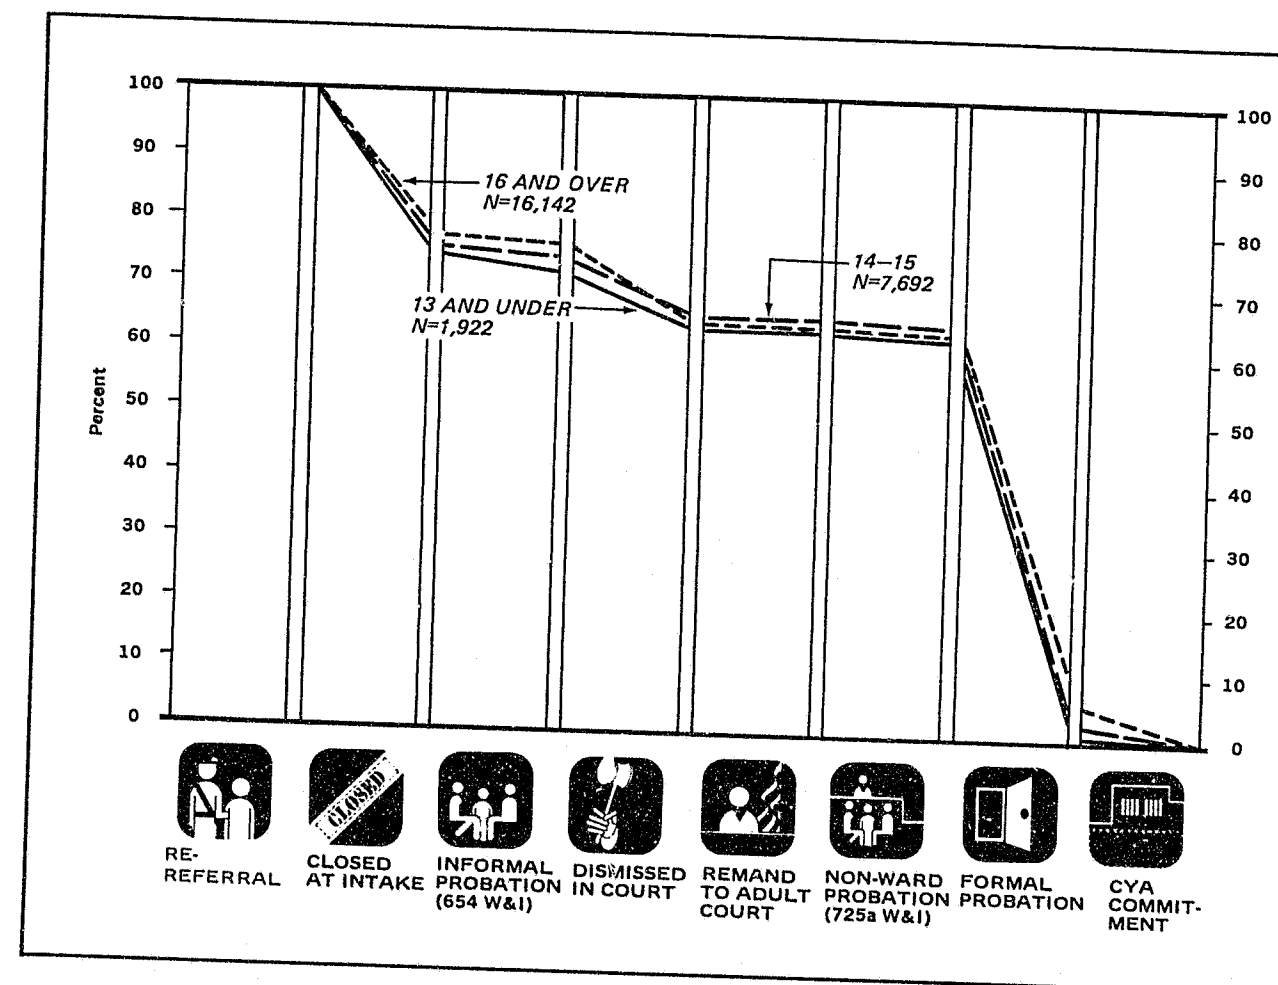 100
90
80
70
60
50
40
30
20
10
0
Percent
100
90
80
70
60
50
40
30
20
10
0
16 AND OVER
N=16,142
14—15
N=7,692
13 AND UNDER
N=1,922
CLOSED
RE-
REFERRAL
CLOSED
AT INTAKE
INFORMAL
PROBATION
(654 W&I)
DISMISSED
IN COURT
REMAND
TO ADULT
COURT
NON-WARD
PROBATION
(725a W&I)
FORMAL
PROBATION
CYA
COMMIT-
MENT